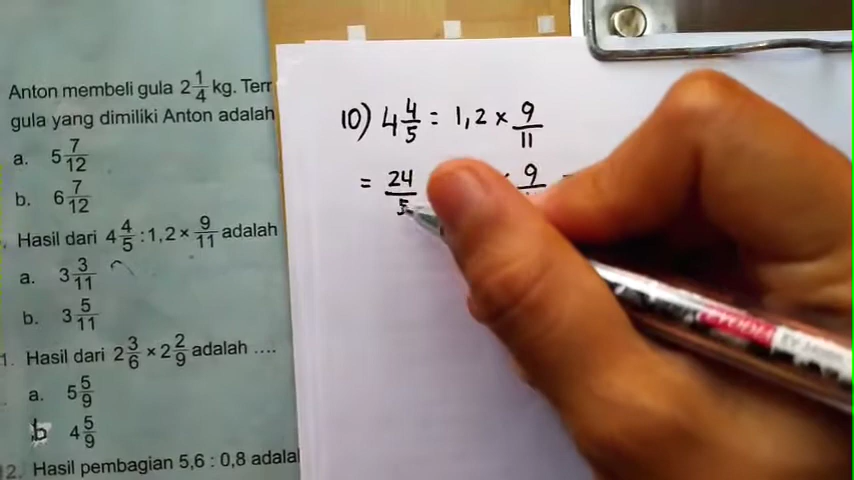 Anton membeli gula 2 1/4 kg.
gula yang dimiliki Anton adalah
a. 5 7/12
b. 6 7/12
. Hasil dari 4 4/5 : 1,2 × 9/11 adalah
a. 3 3/11
b. 3 5/11
1. Hasil dari 2 3/6 × 2 2/9 adalah ....
a. 5 5/9
b 4 5/9
12. Hasil pembagian 5,6 : 0,8
10) 4 4/5 = 1,2 × 9/11
= 24/5 9